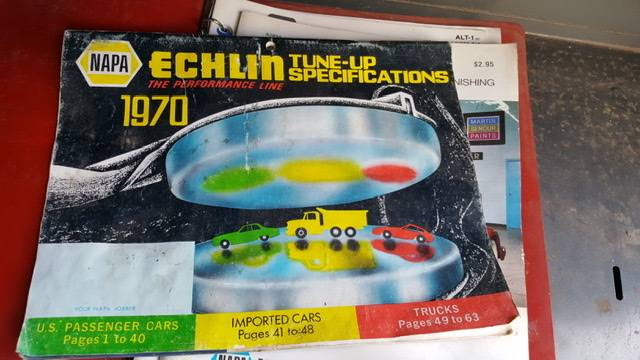 NAPA
ECHLIN TUNE-UP SPECIFICATIONS
THE PERFORMANCE LINE
1970
YOUR NAPA JOBBER
U.S. PASSENGER CARS
Pages 1 to 40
IMPORTED CARS
Pages 41 to 48
TRUCKS
Pages 49 to 63
ALT-1
$2.95
NISHING
MARTIN
SENOUR
PAINTS
NAPA